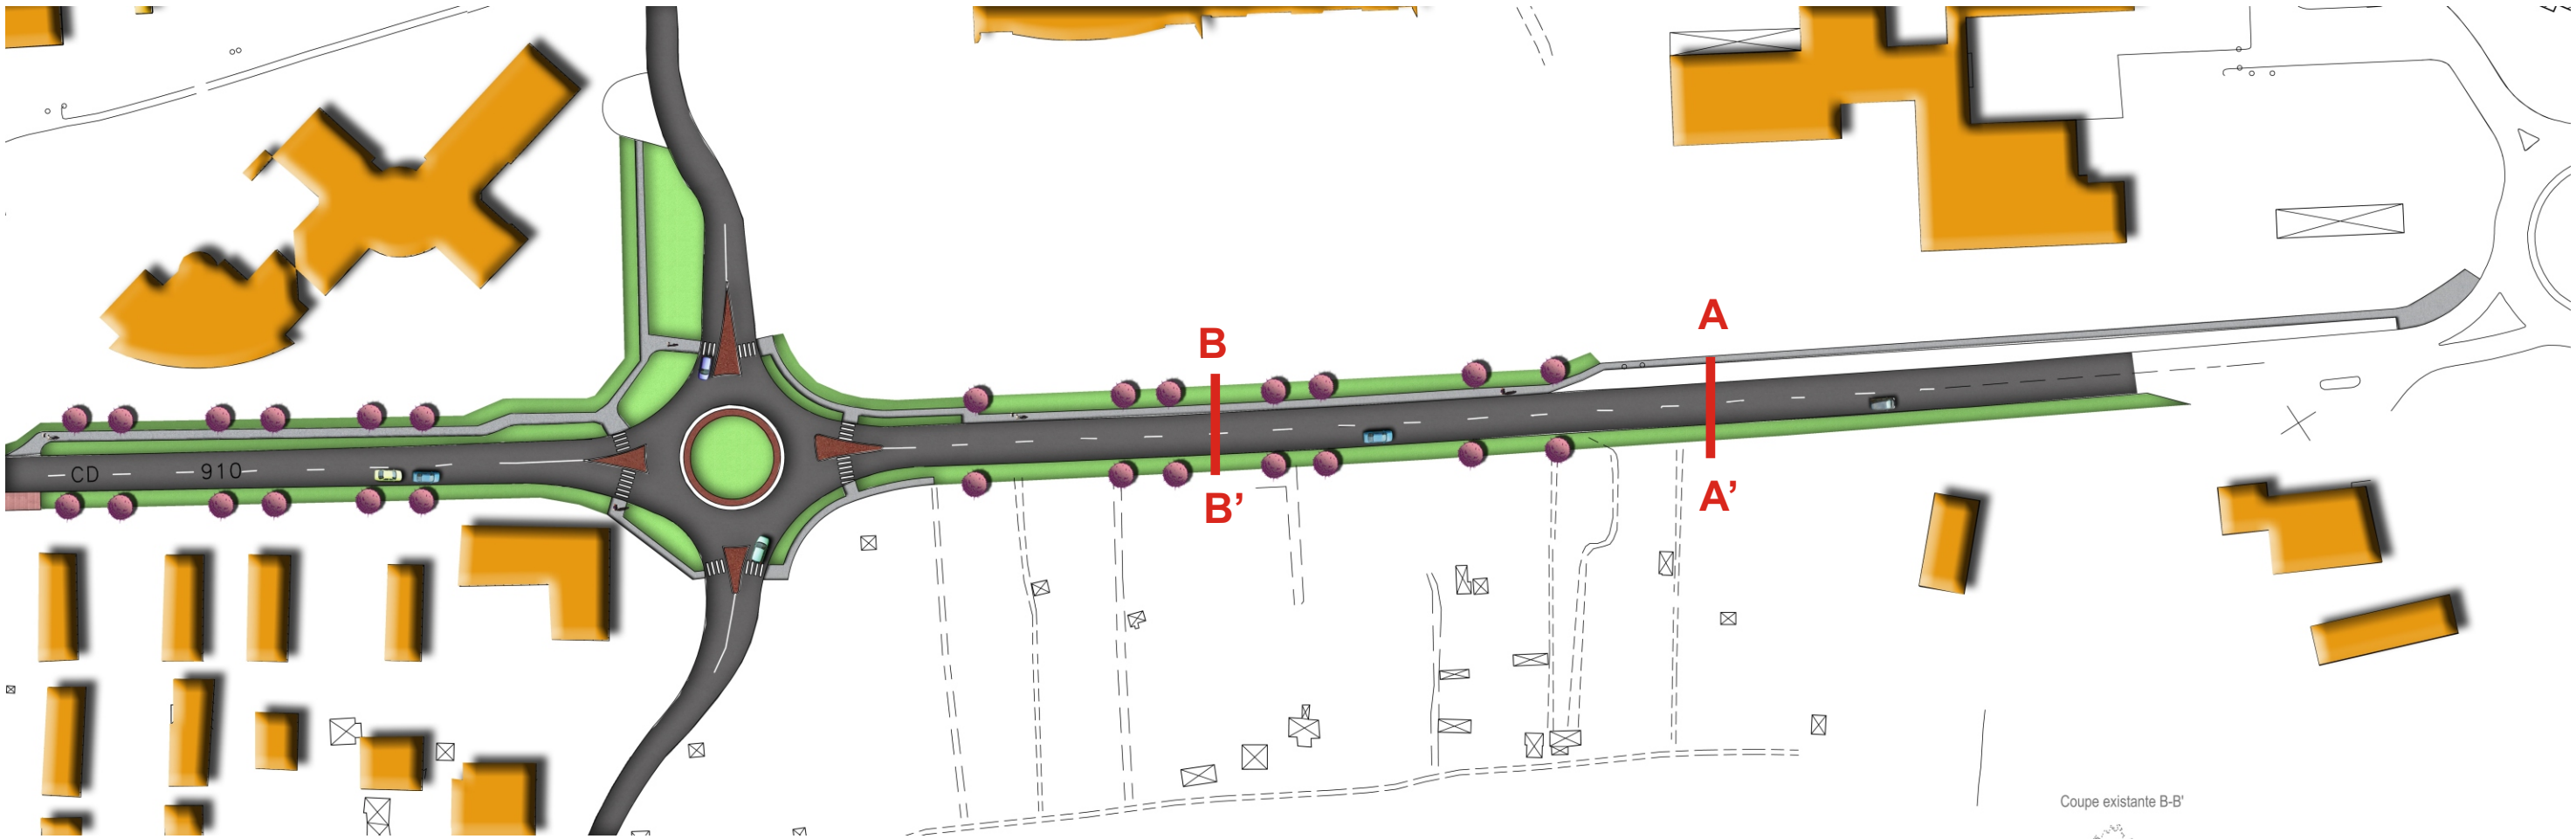 A
B
CD 910
B’
A’
Coupe existante B-B'